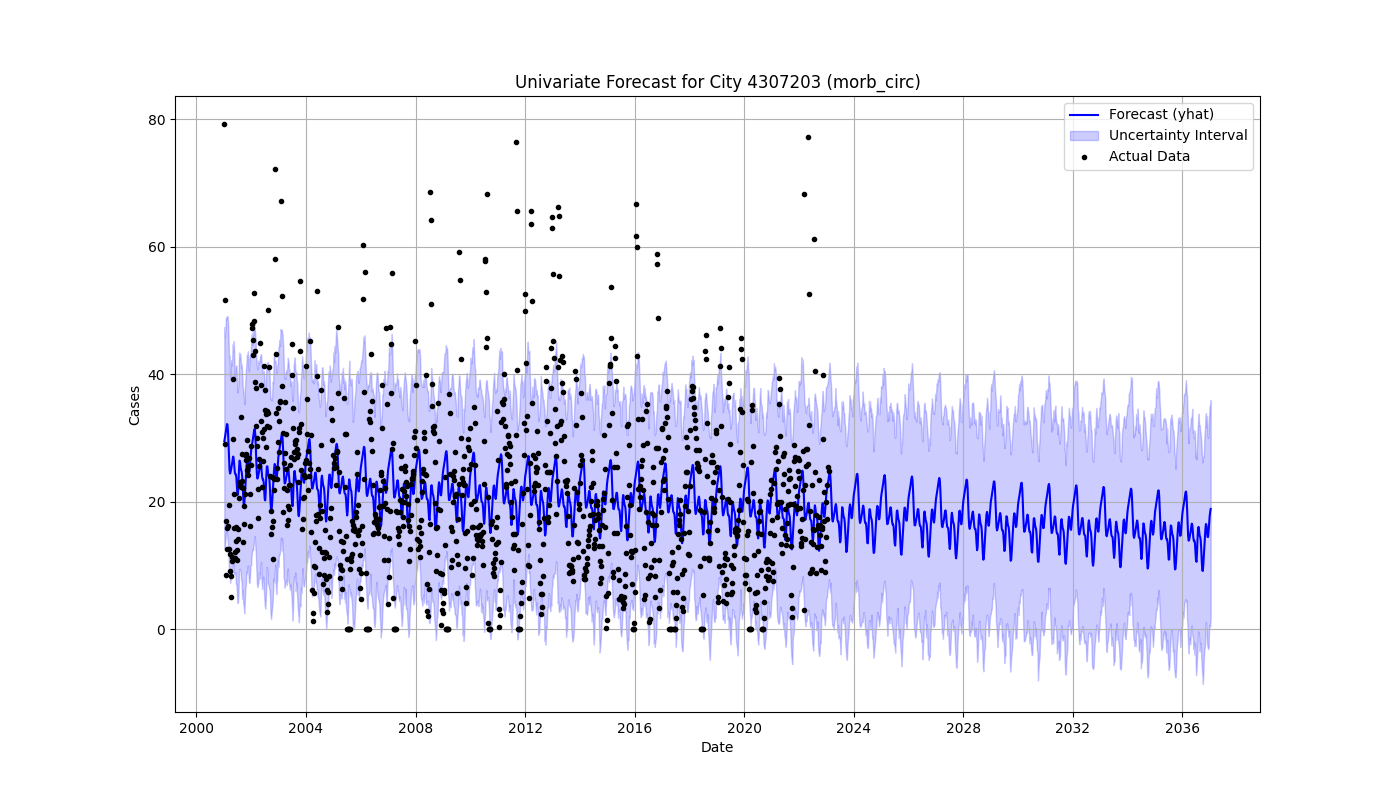 Univariate Forecast for City 4307203 (morb_circ)
Forecast (yhat)
Uncertainty Interval
Actual Data
Cases
80
60
40
20
0
2000 2004 2008 2012 2016 2020 2024 2028 2032 2036
Date